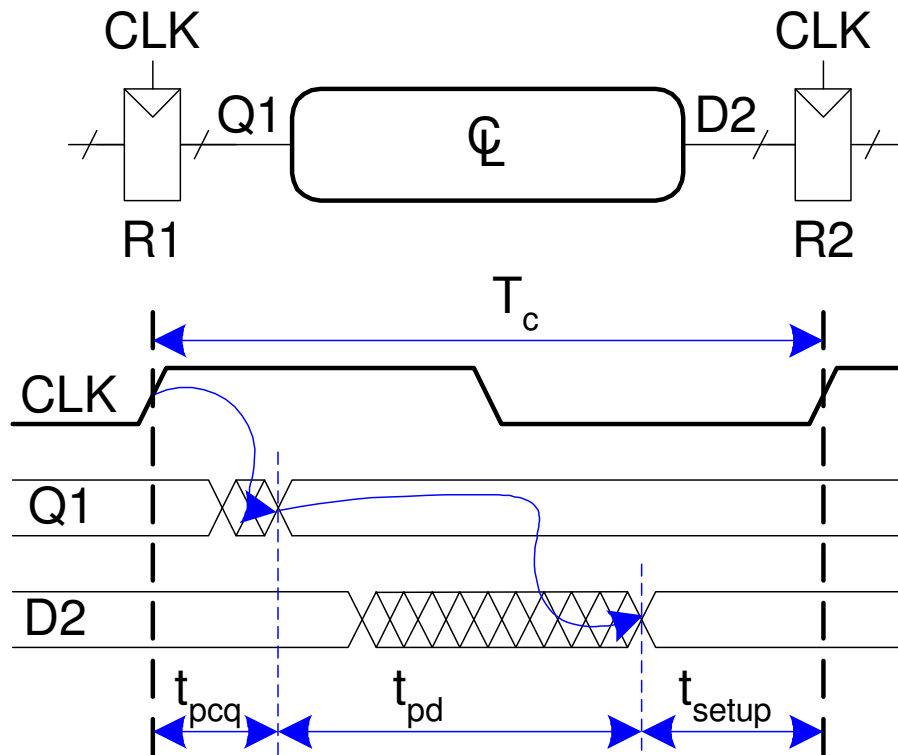 CLK CLK
Q1 CL D2
R1 R2
Tc
CLK
Q1
D2
tpcq tpd tsetup